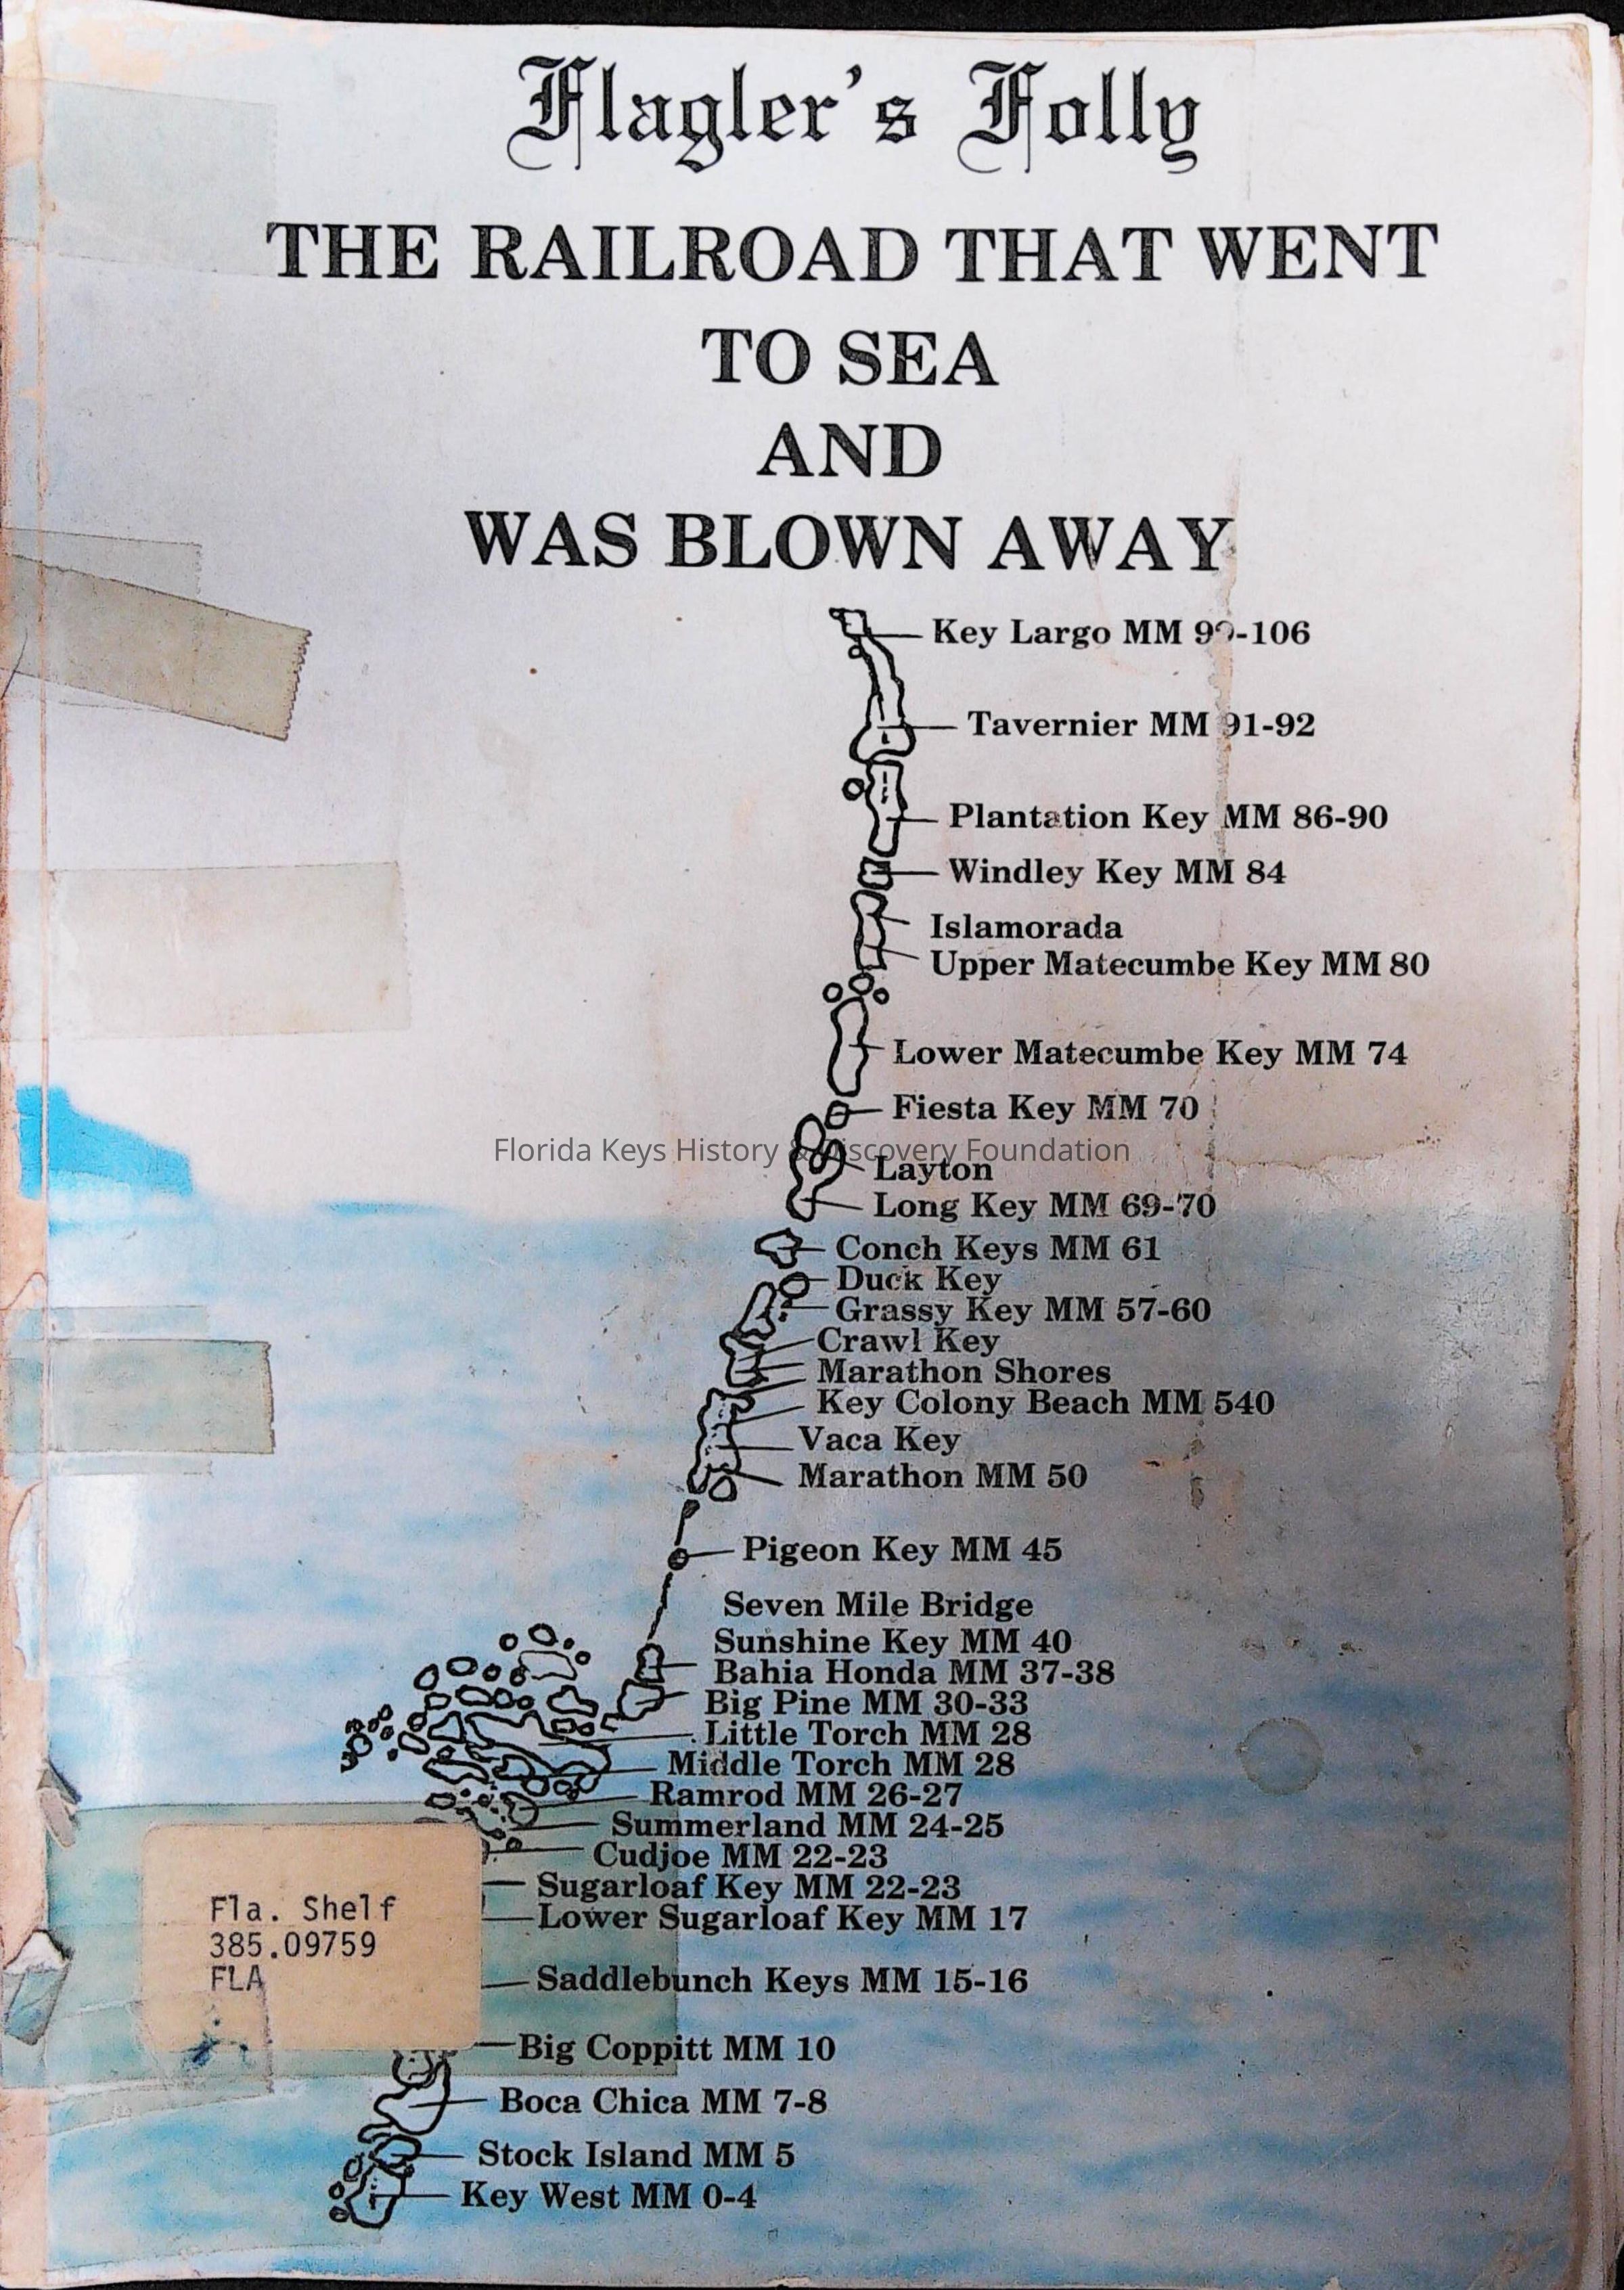 Flagler's Folly
THE RAILROAD THAT WENT
TO SEA
AND
WAS BLOWN AWAY
Key Largo MM 99-106
Tavernier MM 91-92
Plantation Key MM 86-90
Windley Key MM 84
Islamorada
Upper Matecumbe Key MM 80
Lower Matecumbe Key MM 74
Fiesta Key MM 70
Florida Keys History & Discovery Foundation
Layton
Long Key MM 69-70
Conch Keys MM 61
Duck Key
Grassy Key MM 57-60
Crawl Key
Marathon Shores
Key Colony Beach MM 540
Vaca Key
Marathon MM 50
Pigeon Key MM 45
Seven Mile Bridge
Sunshine Key MM 40
Bahia Honda MM 37-38
Big Pine MM 30-33
Little Torch MM 28
Middle Torch MM 28
Ramrod MM 26-27
Summerland MM 24-25
Cudjoe MM 22-23
Sugarloaf Key MM 22-23
Lower Sugarloaf Key MM 17
Saddlebunch Keys MM 15-16
Big Coppitt MM 10
Boca Chica MM 7-8
Stock Island MM 5
Key West MM 0-4
Fla. Shelf
385.09759
FLA